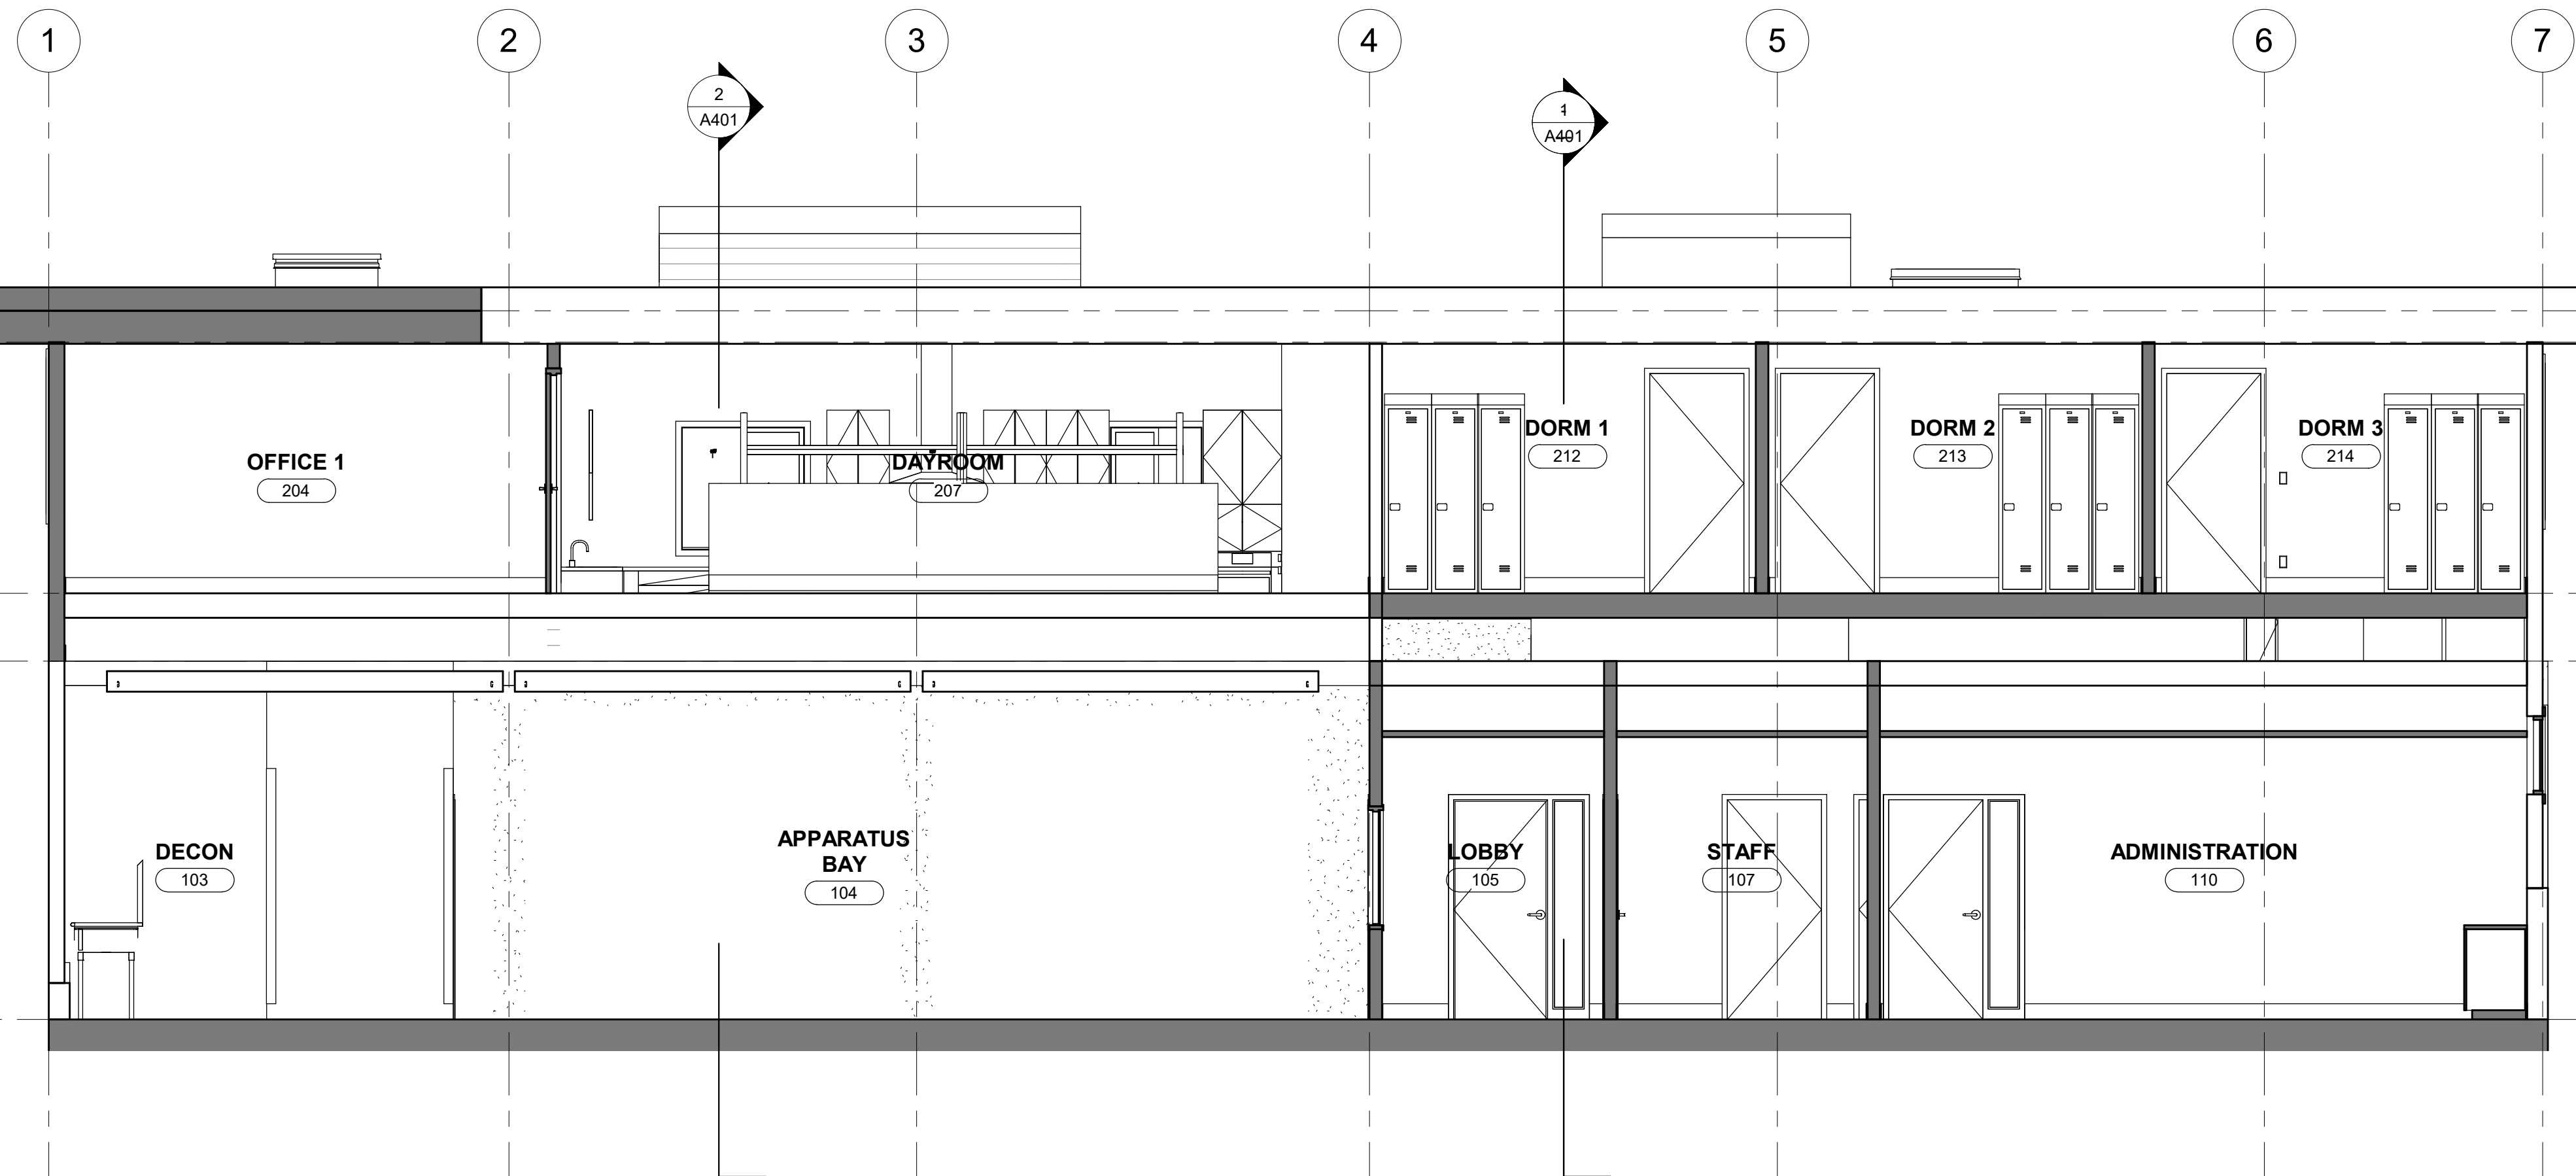 1
2
3
4
5
6
7
2
A401
1
A401
OFFICE 1
204
DAYROOM
207
DORM 1
212
DORM 2
213
DORM 3
214
DECON
103
APPARATUS
BAY
104
LOBBY
105
STAFF
107
ADMINISTRATION
110